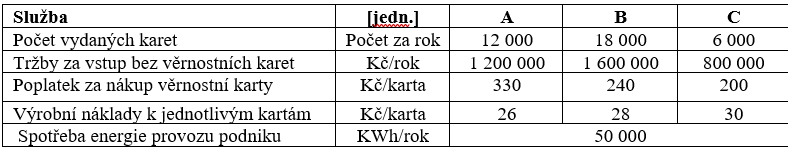 Služba [jedn.] A B C
Počet vydaných karet Počet za rok 12 000 18 000 6 000
Tržby za vstup bez věrnostních karet Kč/rok 1 200 000 1 600 000 800 000
Poplatek za nákup věrnostní karty Kč/karta 330 240 200
Výrobní náklady k jednotlivým kartám Kč/karta 26 28 30
Spotřeba energie provozu podniku KWh/rok 50 000